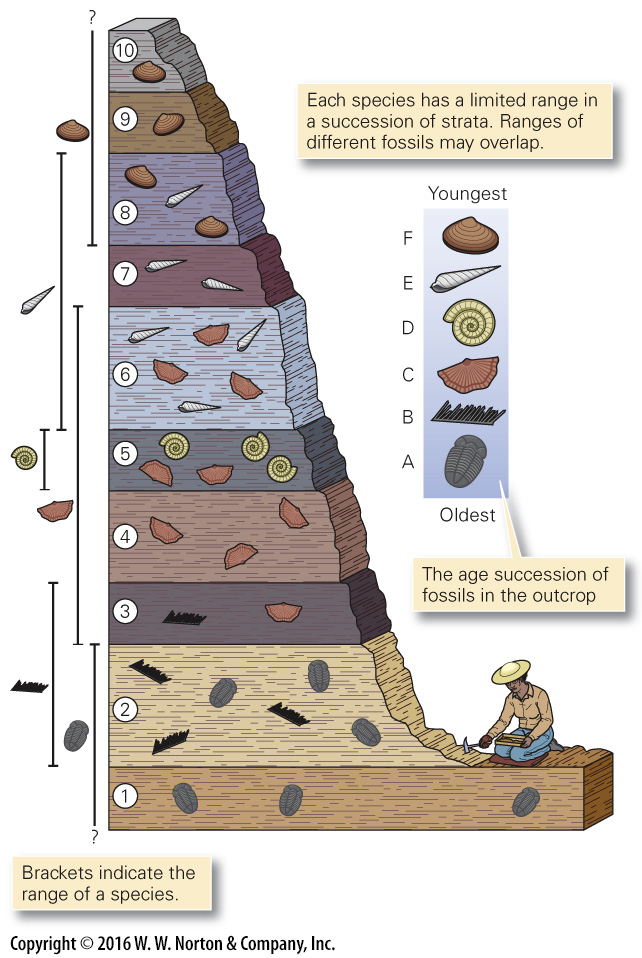 ?
10
9
8
7
6
5
4
3
2
1
?
Each species has a limited range in
a succession of strata. Ranges of
different fossils may overlap.
Youngest
F
E
D
C
B
A
Oldest
The age succession of
fossils in the outcrop
Brackets indicate the
range of a species.
Copyright © 2016 W. W. Norton & Company, Inc.